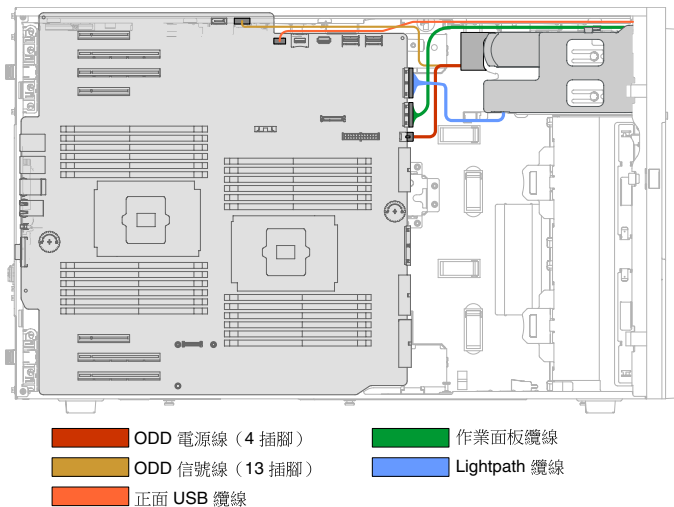 ODD 電源線（4 插腳）
ODD 信號線（13 插腳）
正面 USB 纜線
作業面板纜線
Lightpath 纜線